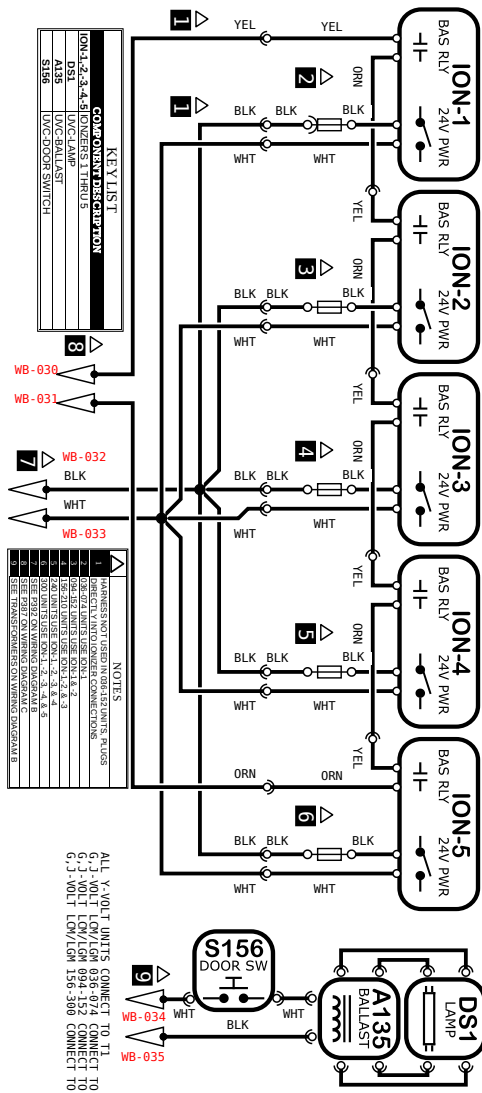 ION-1
BAS RLY
24V PWR
ION-2
BAS RLY
24V PWR
ION-3
BAS RLY
24V PWR
ION-4
BAS RLY
24V PWR
ION-5
BAS RLY
24V PWR
1
YEL
YEL
2
ORN
1
BLK
BLK
BLK
WHT
WHT
YEL
3
ORN
BLK
BLK
BLK
WHT
WHT
YEL
4
ORN
BLK
BLK
BLK
WHT
WHT
YEL
5
ORN
BLK
BLK
BLK
WHT
WHT
YEL
ORN
ORN
6
BLK
BLK
BLK
WHT
WHT
KEYLIST
COMPONENT DESCRIPTION
ION-1,-2,-3,-4,-5 IONZERS 1 THRU 5
DS1 UVC-LAMP
A135 UVC-BALLAST
S156 UVC-DOOR SWITCH
8
WB-030
WB-031
7
WB-032
BLK
WHT
WB-033
NOTES
1 HARNESS NOT USED IN 036-152 UNITS, PLUGS
DIRECTLY INTO IONIZER CONNECTIONS
2 036-074 UNITS USE ION-1
3 094-152 UNITS USE ION-1 & -2
4 156-210 UNITS USE ION-1,-2, & -3
5 240 UNITS USE ION-1, -2, -3, & -4
6 300 UNITS USE ION-1, -2, -3, -4, & -5
7 SEE P392 ON WIRING DIAGRAM B
8 SEE P387 ON WIRING DIAGRAM C
9 SEE TRANSFORMERS ON WIRING DIAGRAM B
S156
DOOR SW
A135
BALLAST
DS1
LAMP
9
WB-034
WHT
WHT
BLK
WB-035
ALL Y-VOLT UNITS CONNECT TO T1
G,J-VOLT LCM/LGM 036-074 CONNECT TO
G,J-VOLT LCM/LGM 094-152 CONNECT TO
G,J-VOLT LCM/LGM 156-300 CONNECT TO